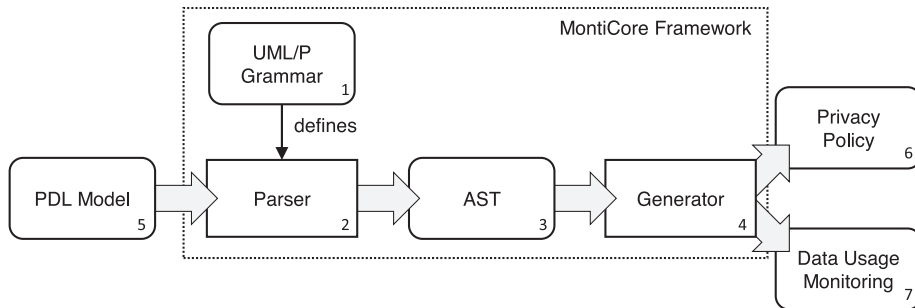 MontiCore Framework
UML/P
Grammar
1
defines
PDL Model
5
Parser
2
AST
3
Generator
4
Privacy
Policy
6
Data Usage
Monitoring
7